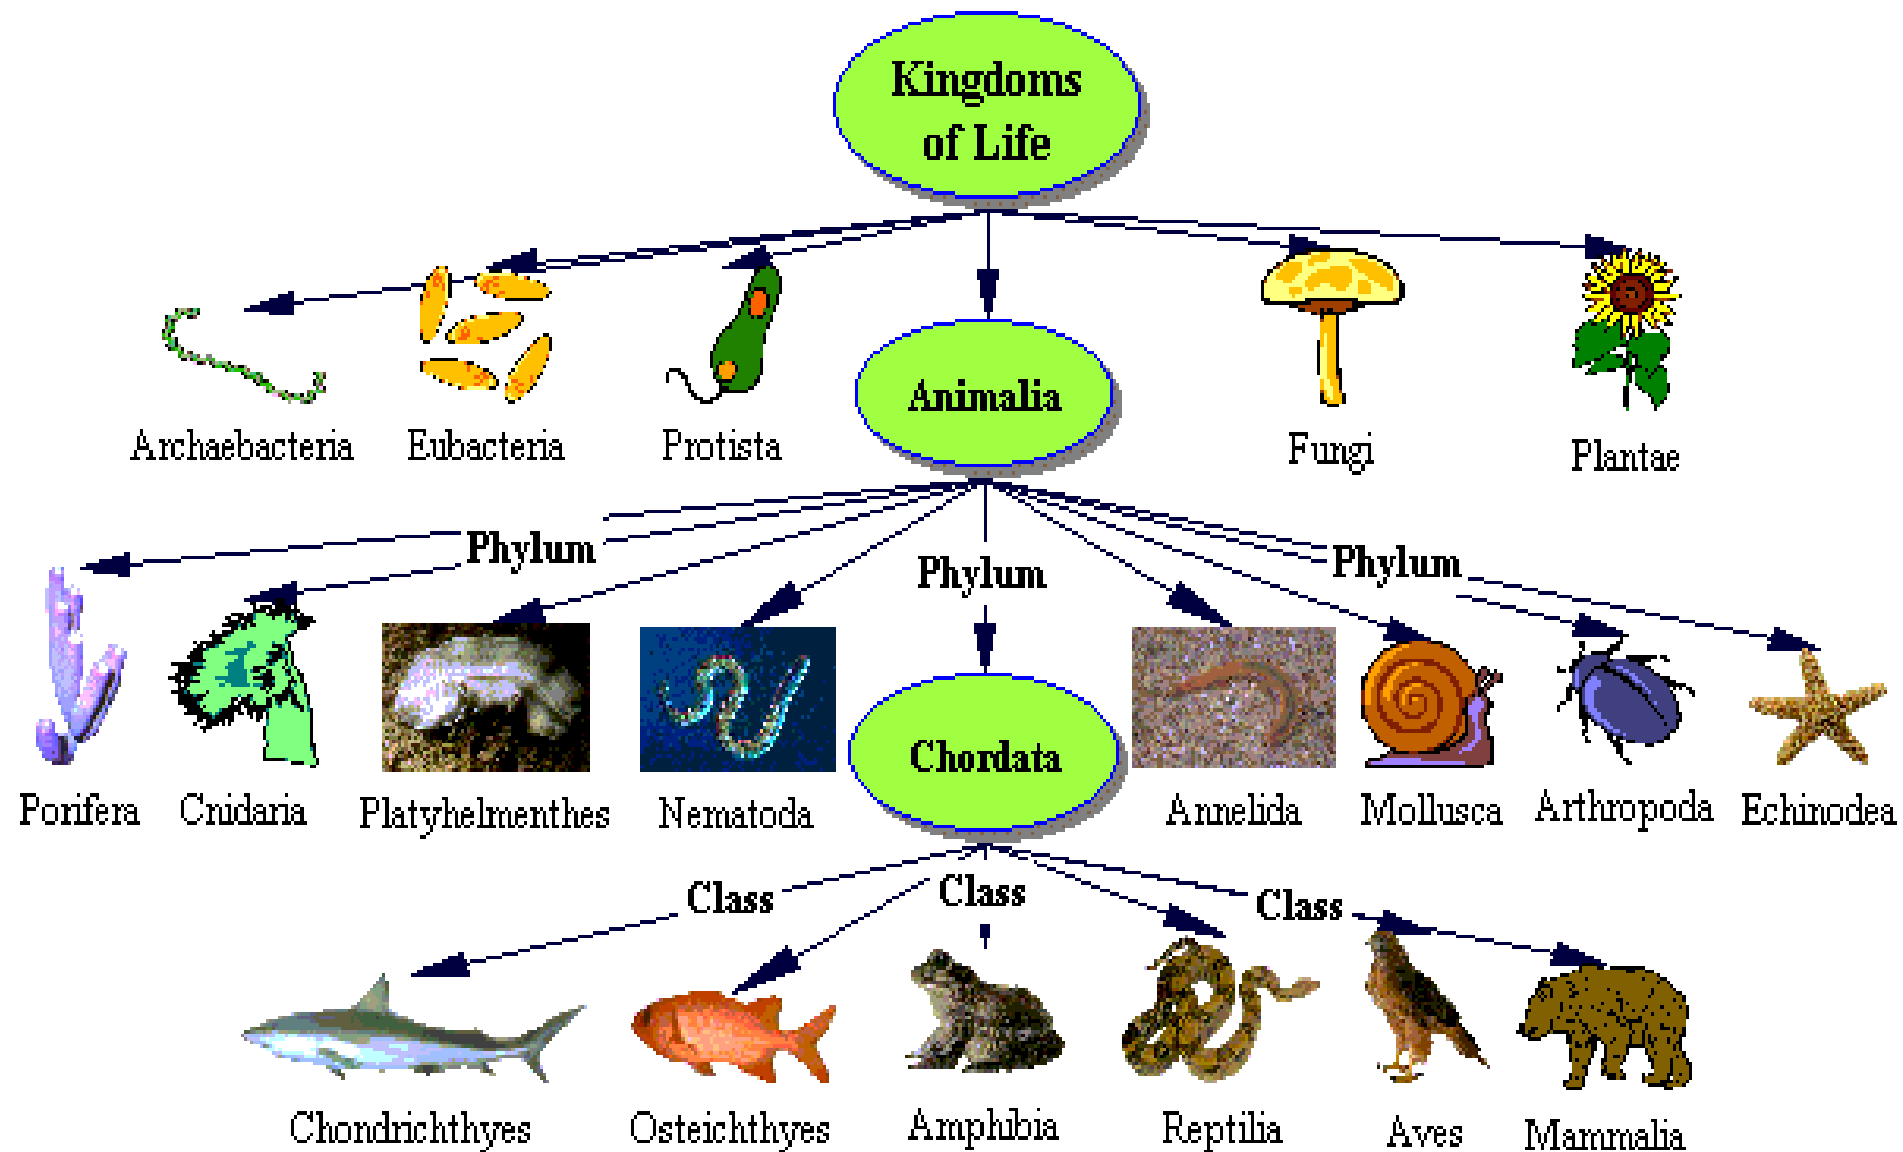 Kingdoms
of Life
Archaebacteria
Eubacteria
Protista
Animalia
Fungi
Plantae
Phylum
Phylum
Phylum
Porifera
Cnidaria
Platyhelmenthes
Nematoda
Chordata
Annelida
Mollusca
Arthropoda
Echinodea
Class
Class
Class
Chondrichthyes
Osteichthyes
Amphibia
Reptilia
Aves
Mammalia